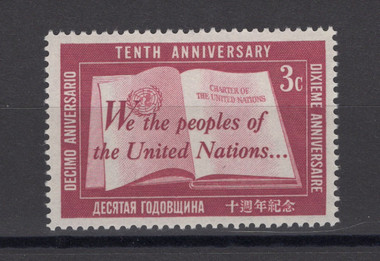 TENTH ANNIVERSARY
3c
DECIMO ANIVERSARIO
CHARTER OF
THE UNITED NATIONS
We the peoples of
the United Nations...
DIXIEME ANNIVERSAIRE
ДЕСЯТАЯ ГОДОВЩИНА
十週年紀念